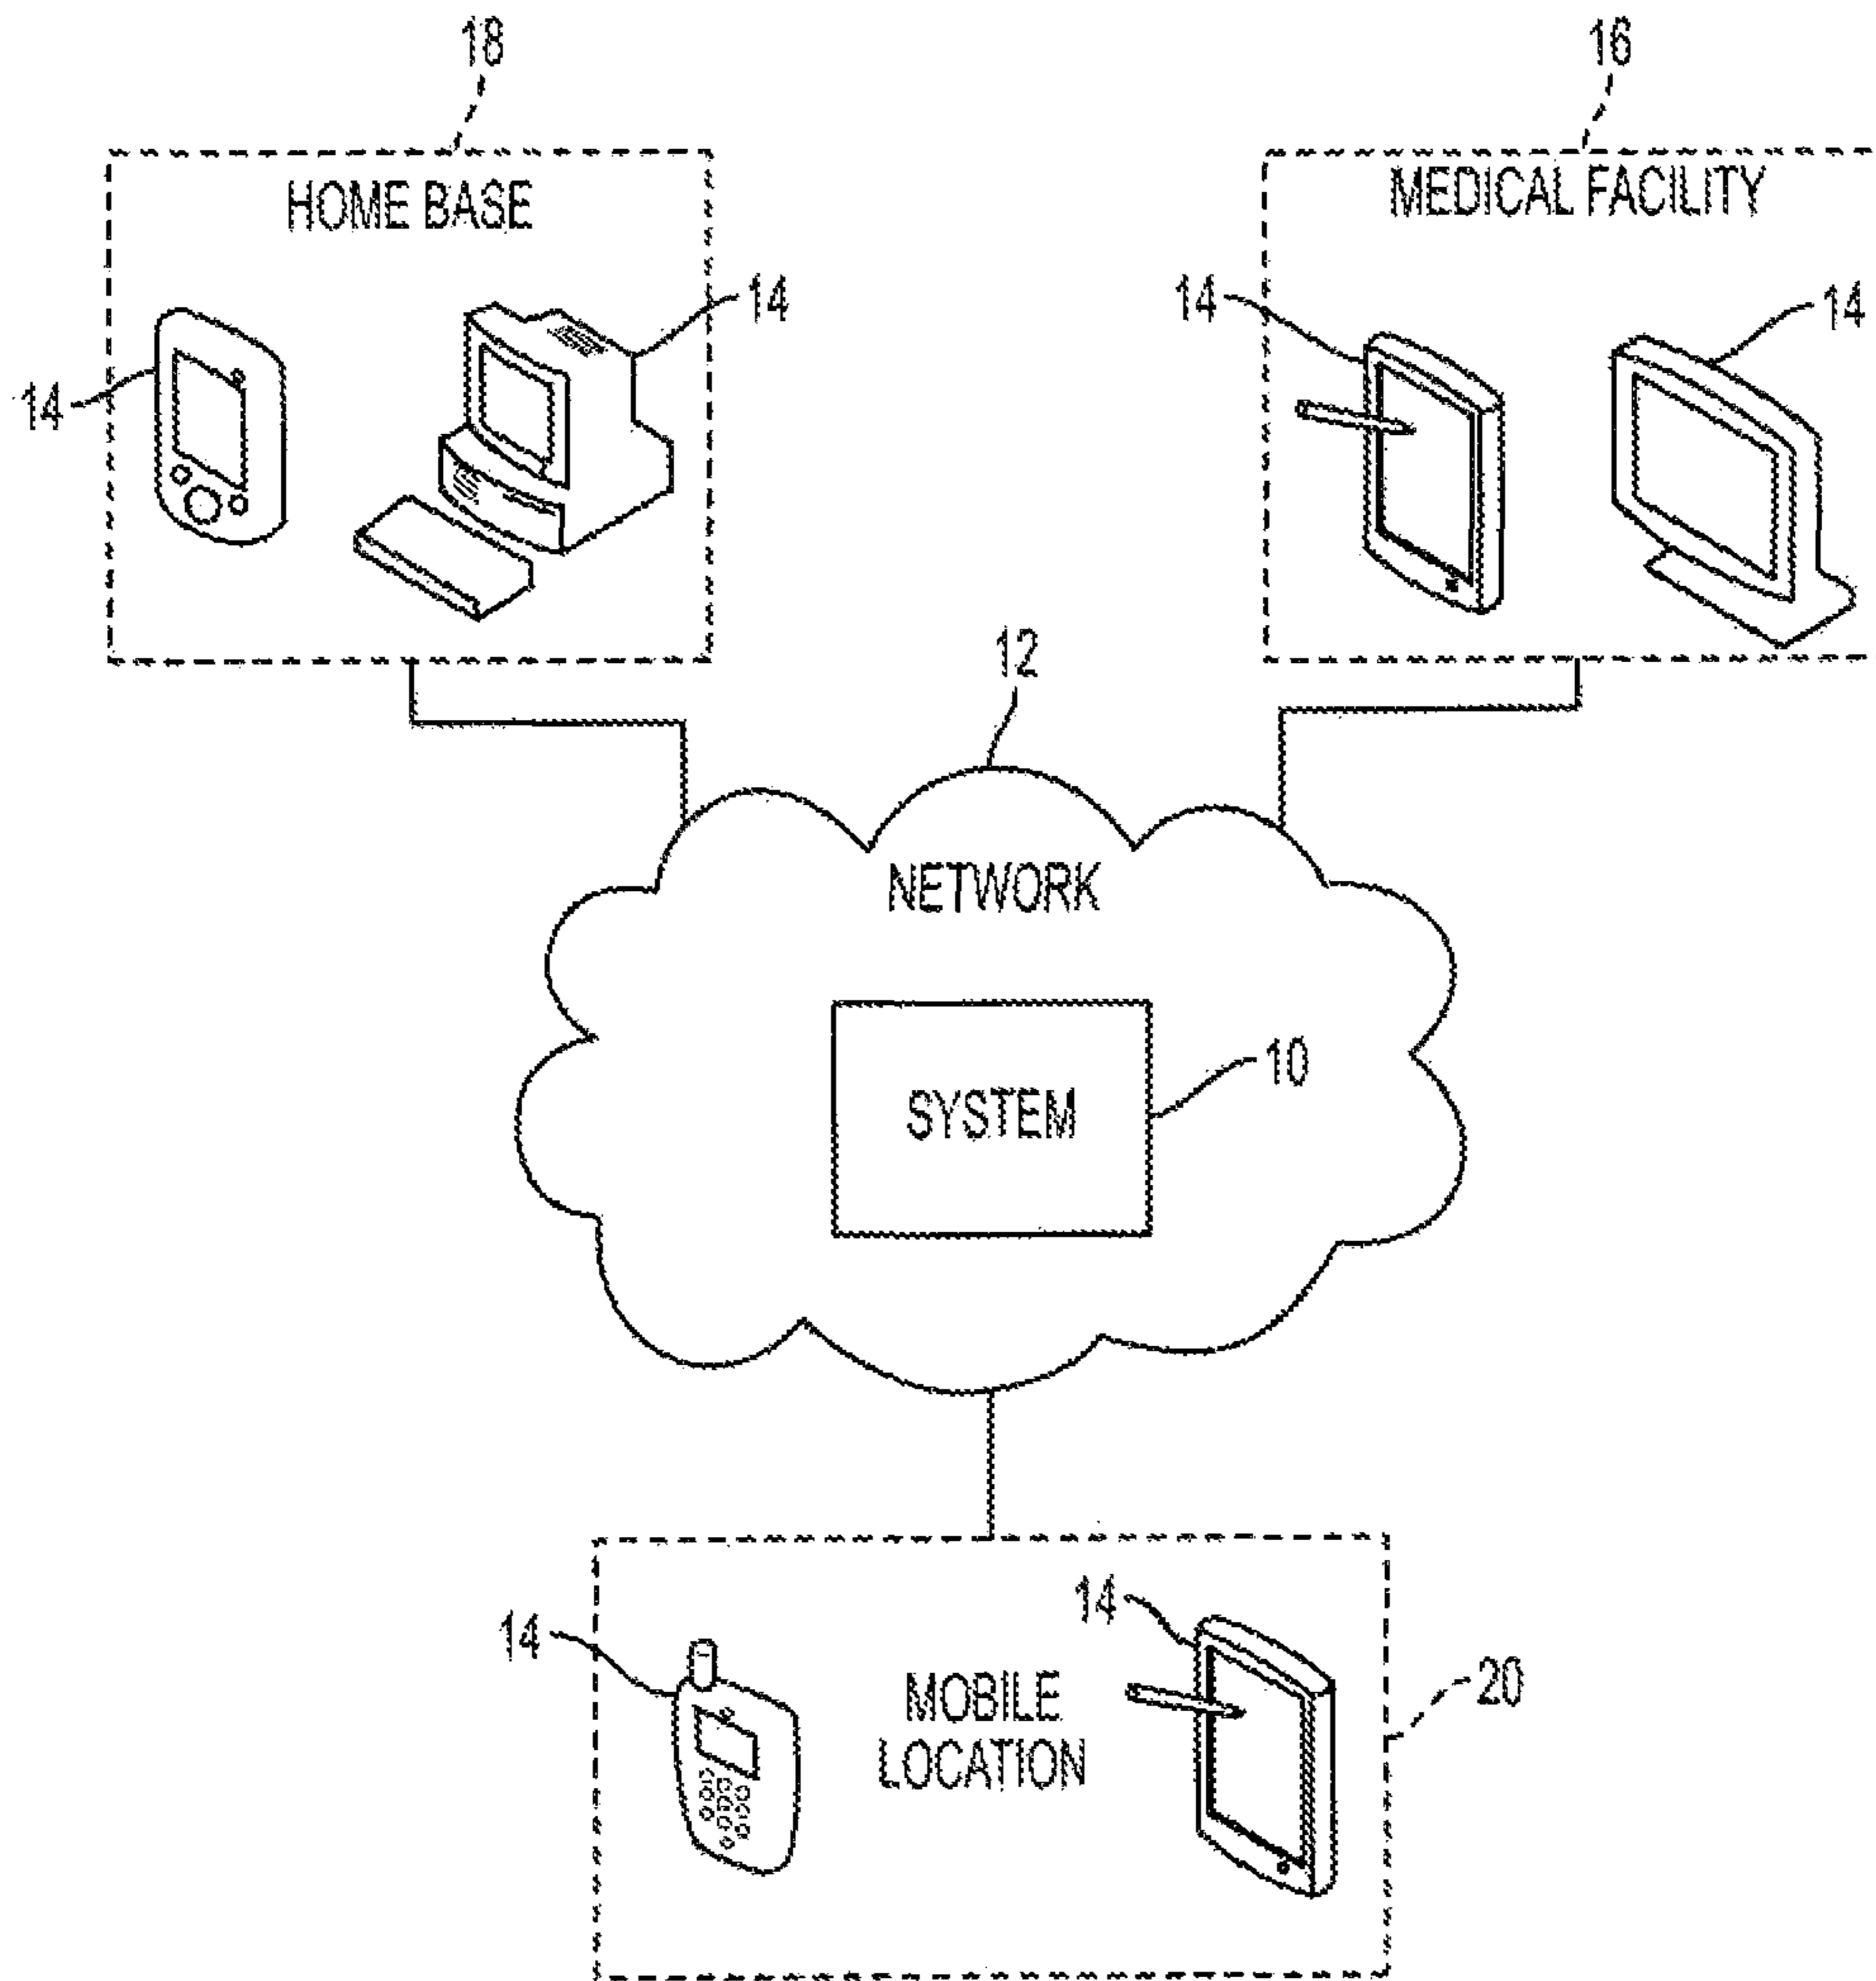 18
16
HOME BASE
MEDICAL FACILITY
14
14
14
14
12
NETWORK
SYSTEM
10
14
14
MOBILE
LOCATION
20